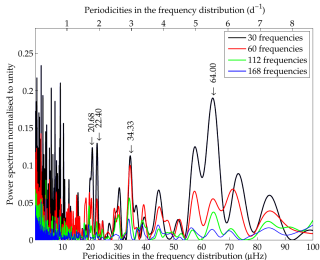 Periodicities in the frequency distribution (d⁻¹)
1 2 3 4 5 6 7 8
Power spectrum normalised to unity
0.25
0.2
0.15
0.1
0.05
0
30 frequencies
60 frequencies
112 frequencies
168 frequencies
←20.68
←22.40
←34.33
←64.00
0 10 20 30 40 50 60 70 80 90 100
Periodicities in the frequency distribution (μHz)